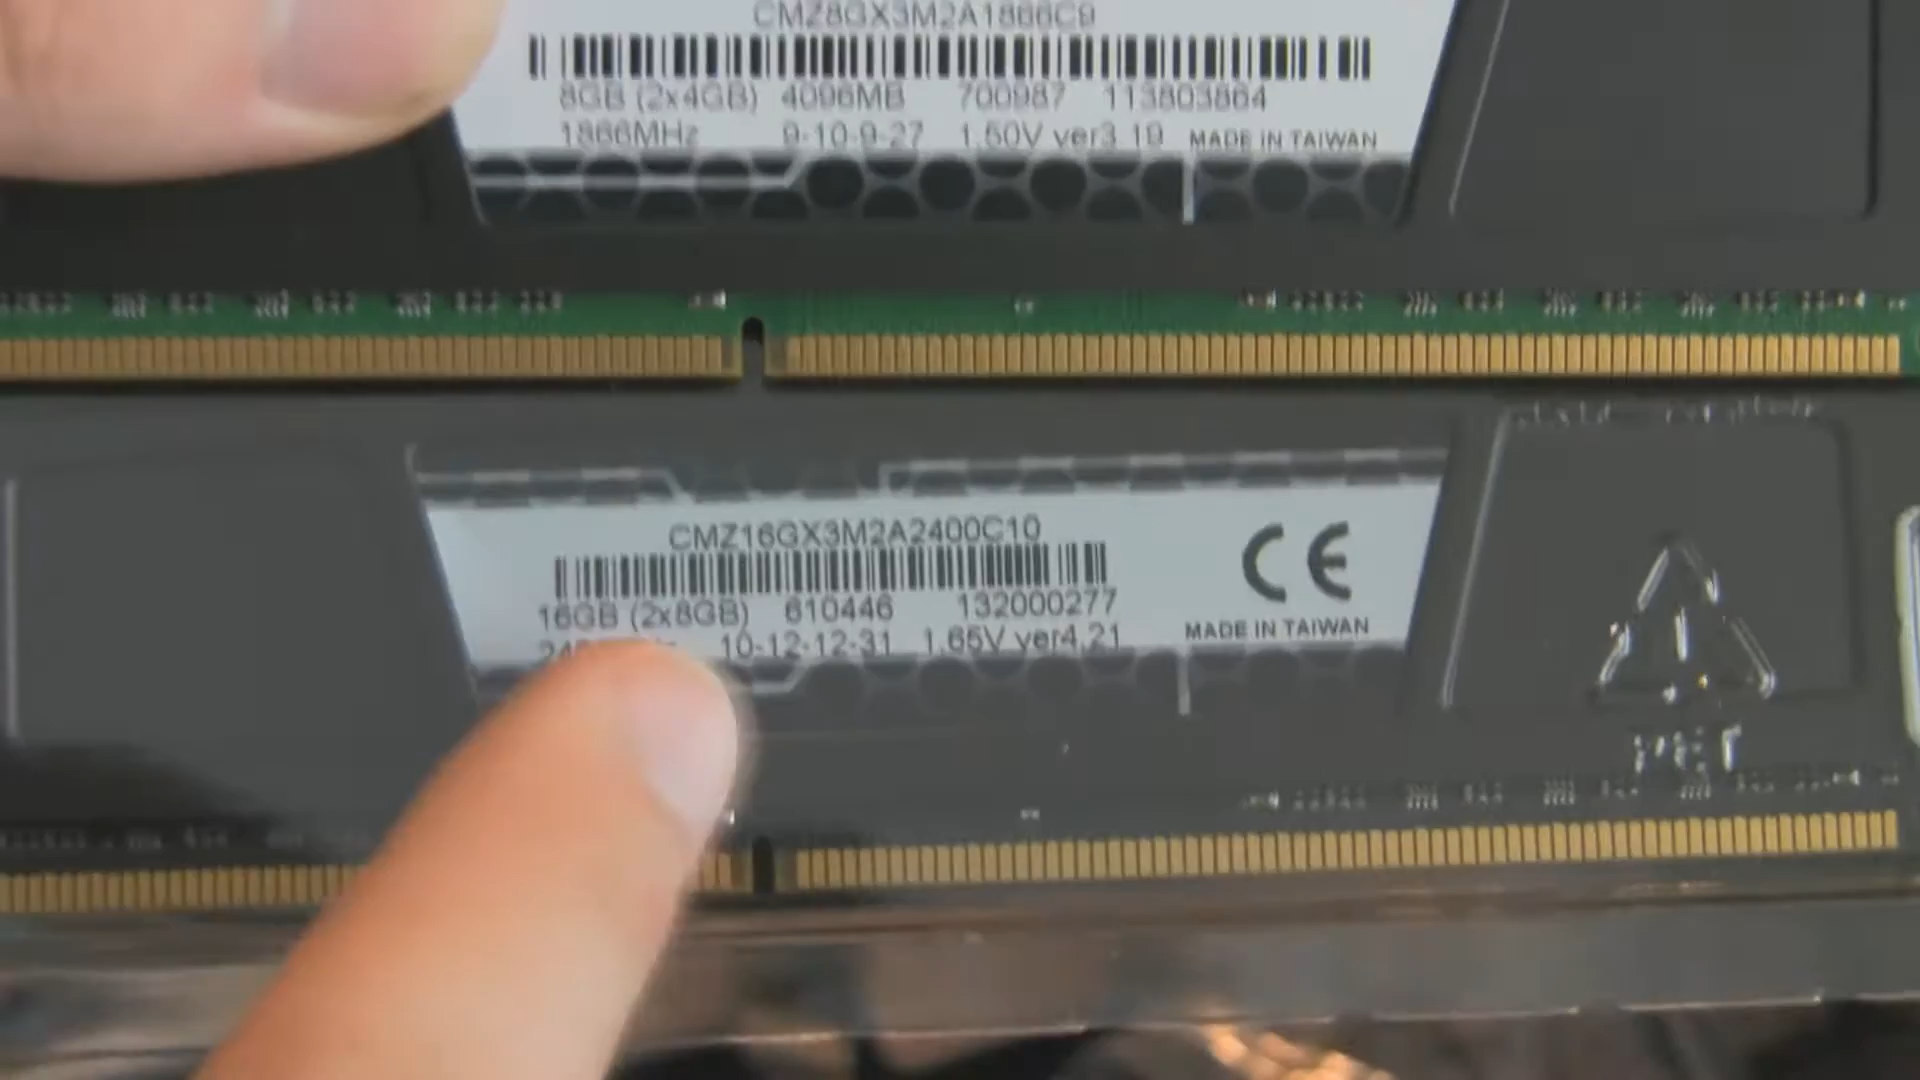 CMZ8GX3M2A1866C9
8GB (2x4GB) 4096MB 700987 113803864
1866MHz 9-10-9-27 1.50V ver3.19 MADE IN TAIWAN
CMZ16GX3M2A2400C10
CE
16GB (2x8GB) 610446 132000277
10-12-12-31 1.65V ver4.21
MADE IN TAIWAN
PET